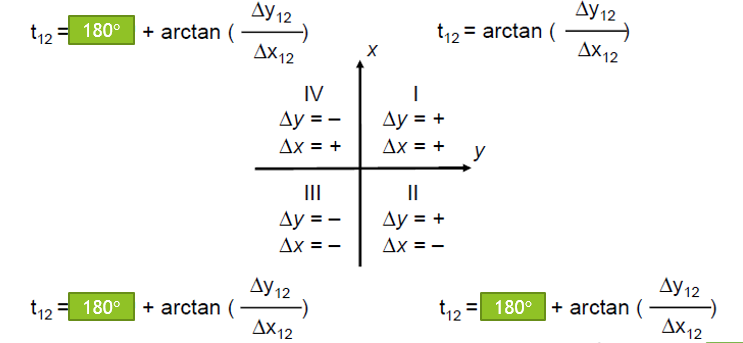 t₁₂ = 180° + arctan ( Δy₁₂ / Δx₁₂ )
t₁₂ = arctan ( Δy₁₂ / Δx₁₂ )
x
IV
Δy = –
Δx = +
I
Δy = +
Δx = +
y
III
Δy = –
Δx = –
II
Δy = +
Δx = –
t₁₂ = 180° + arctan ( Δy₁₂ / Δx₁₂ )
t₁₂ = 180° + arctan ( Δy₁₂ / Δx₁₂ )